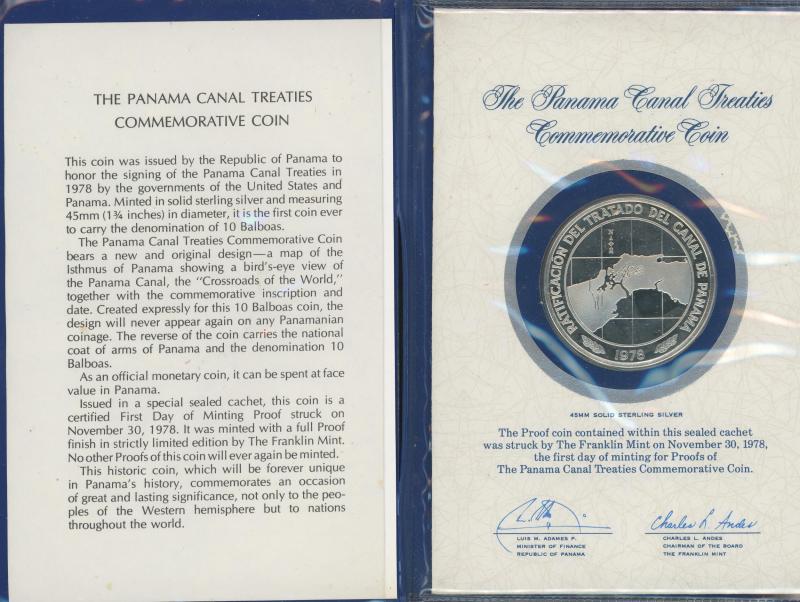 THE PANAMA CANAL TREATIES
COMMEMORATIVE COIN
This coin was issued by the Republic of Panama to
honor the signing of the Panama Canal Treaties in
1978 by the governments of the United States and
Panama. Minted in solid sterling silver and measuring
45mm (1¾ inches) in diameter, it is the first coin ever
to carry the denomination of 10 Balboas.
The Panama Canal Treaties Commemorative Coin
bears a new and original design—a map of the
Isthmus of Panama showing a bird's-eye view of
the Panama Canal, the "Crossroads of the World,"
together with the commemorative inscription and
date. Created expressly for this 10 Balboas coin, the
design will never appear again on any Panamanian
coinage. The reverse of the coin carries the national
coat of arms of Panama and the denomination 10
Balboas.
As an official monetary coin, it can be spent at face
value in Panama.
Issued in a special sealed cachet, this coin is a
certified First Day of Minting Proof struck on
November 30, 1978. It was minted with a full Proof
finish in strictly limited edition by The Franklin Mint.
No other Proofs of this coin will ever again be minted.
This historic coin, which will be forever unique
in Panama's history, commemorates an occasion
of great and lasting significance, not only to the peo-
ples of the Western hemisphere but to nations
throughout the world.
The Panama Canal Treaties
Commemorative Coin
RATIFICACION DEL TRATADO DEL CANAL DE PANAMA
1978
45MM SOLID STERLING SILVER
The Proof coin contained within this sealed cachet
was struck by The Franklin Mint on November 30, 1978,
the first day of minting for Proofs of
The Panama Canal Treaties Commemorative Coin.
Charles L. Andes
LUIS M. ADAMES P.
MINISTER OF FINANCE
REPUBLIC OF PANAMA
CHARLES L. ANDES
CHAIRMAN OF THE BOARD
THE FRANKLIN MINT